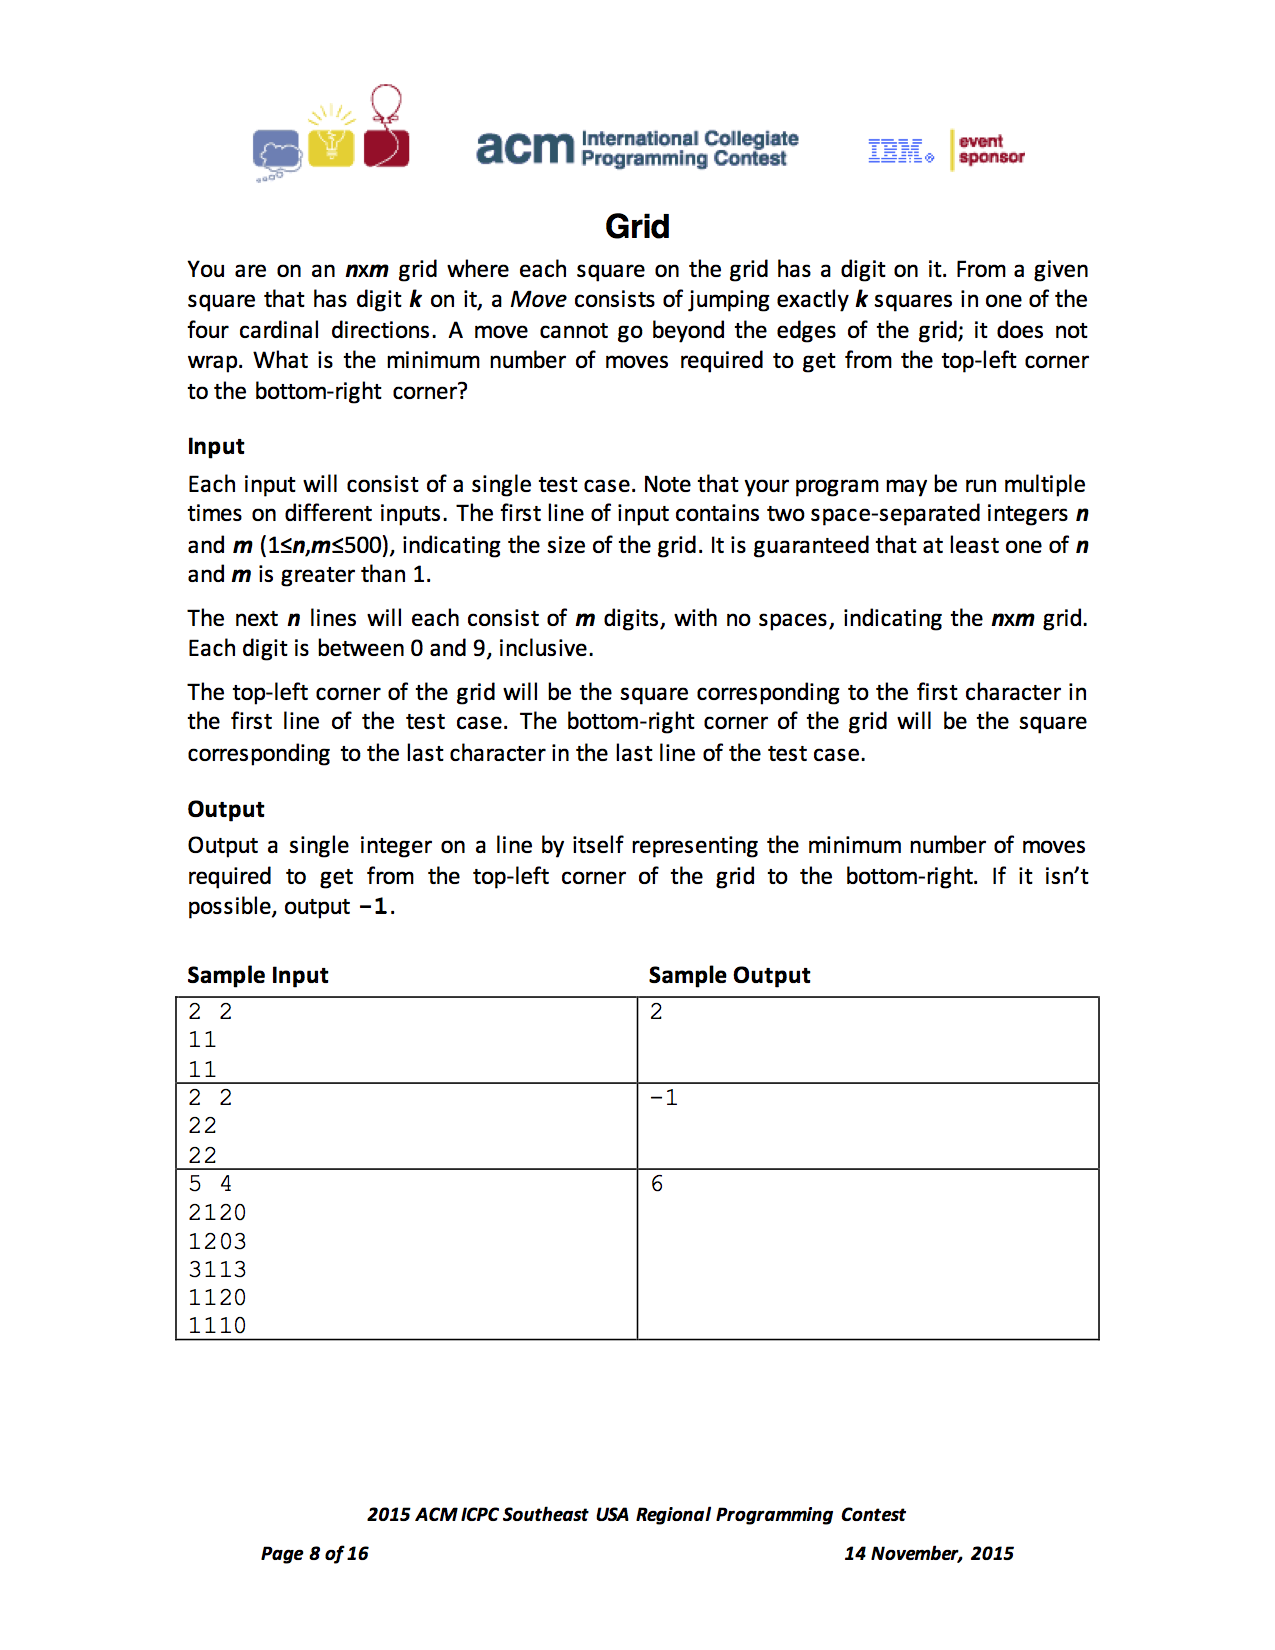 acm International Collegiate
Programming Contest
IBM® event
sponsor
Grid
You are on an nxm grid where each square on the grid has a digit on it. From a given
square that has digit k on it, a Move consists of jumping exactly k squares in one of the
four cardinal directions. A move cannot go beyond the edges of the grid; it does not
wrap. What is the minimum number of moves required to get from the top-left corner
to the bottom-right corner?
Input
Each input will consist of a single test case. Note that your program may be run multiple
times on different inputs. The first line of input contains two space-separated integers n
and m (1≤n,m≤500), indicating the size of the grid. It is guaranteed that at least one of n
and m is greater than 1.
The next n lines will each consist of m digits, with no spaces, indicating the nxm grid.
Each digit is between 0 and 9, inclusive.
The top-left corner of the grid will be the square corresponding to the first character in
the first line of the test case. The bottom-right corner of the grid will be the square
corresponding to the last character in the last line of the test case.
Output
Output a single integer on a line by itself representing the minimum number of moves
required to get from the top-left corner of the grid to the bottom-right. If it isn’t
possible, output −1.
Sample Input Sample Output
2 2 2
11
11
2 2 −1
22
22
5 4 6
2120
1203
3113
1120
1110
2015 ACM ICPC Southeast USA Regional Programming Contest
Page 8 of 16 14 November, 2015